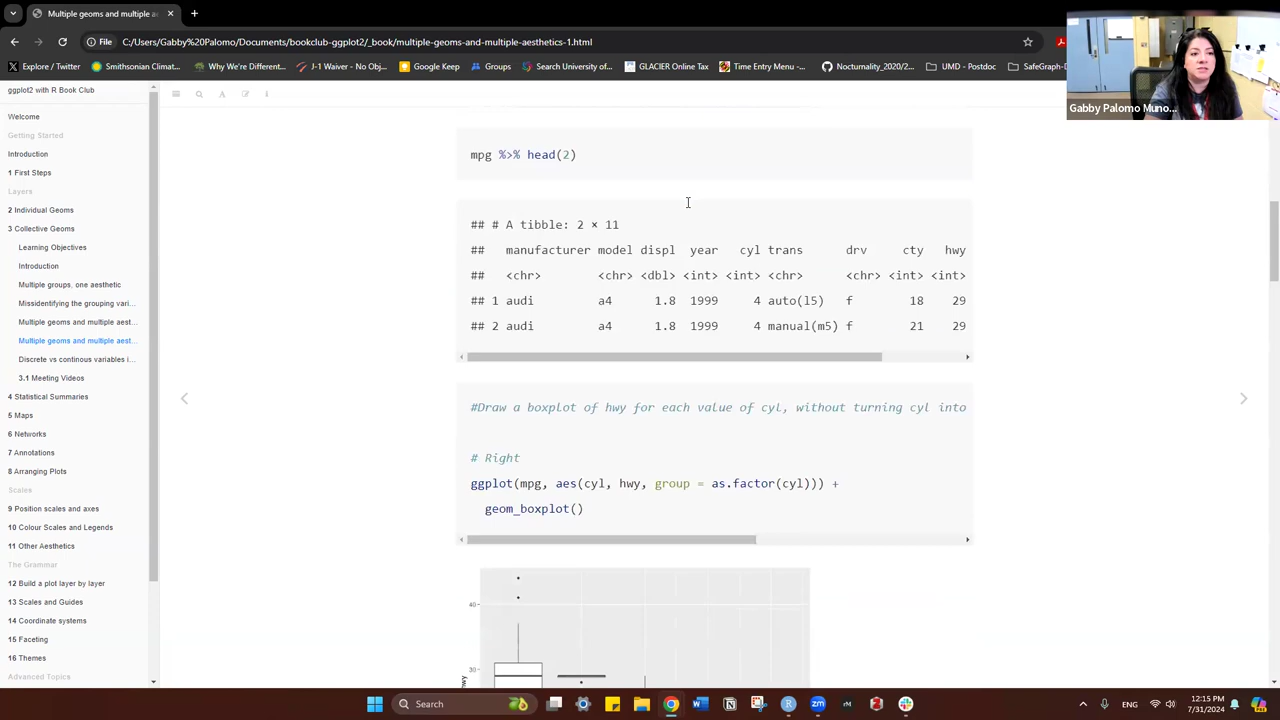 Multiple geoms and multiple a
File
C:/Users/Gabby%20Palomo/Documents/bookclub-ggplot2/_book/multiple-geoms-and-multiple-aesthetics-1.html
Explore / Twitter
Smithsonian Climat...
Why We're Different...
J-1 Waiver - No Obj...
Google Keep
C. Portfolio...
GLACIER Online Tax
Time Entry Menu -...
Nocturnality_2020/2...
UMD - Postdoc
SafeGraph-D
Gabby Palomo Muno...
ggplot2 with R Book Club
Welcome
Getting Started
Introduction
1 First Steps
Layers
2 Individual Geoms
3 Collective Geoms
Learning Objectives
Introduction
Multiple groups, one aesthetic
Missidentifying the grouping vari...
Multiple geoms and multiple aest...
Multiple geoms and multiple aest...
Discrete vs continous variables i...
3.1 Meeting Videos
4 Statistical Summaries
5 Maps
6 Networks
7 Annotations
8 Arranging Plots
Scales
9 Position scales and axes
10 Colour Scales and Legends
11 Other Aesthetics
The Grammar
12 Build a plot layer by layer
13 Scales and Guides
14 Coordinate systems
15 Faceting
16 Themes
Advanced Topics
mpg %>% head(2)
## # A tibble: 2 × 11
##   manufacturer model displ  year   cyl trans      drv     cty   hwy
##   <chr>        <chr> <dbl> <int> <int> <chr>      <chr> <int> <int>
## 1 audi         a4      1.8  1999     4 auto(l5)   f        18    29
## 2 audi         a4      1.8  1999     4 manual(m5) f        21    29
#Draw a boxplot of hwy for each value of cyl, without turning cyl into
# Right
ggplot(mpg, aes(cyl, hwy, group = as.factor(cyl))) +
geom_boxplot()
40
30
hwy
Search
ENG
12:15 PM
7/31/2024